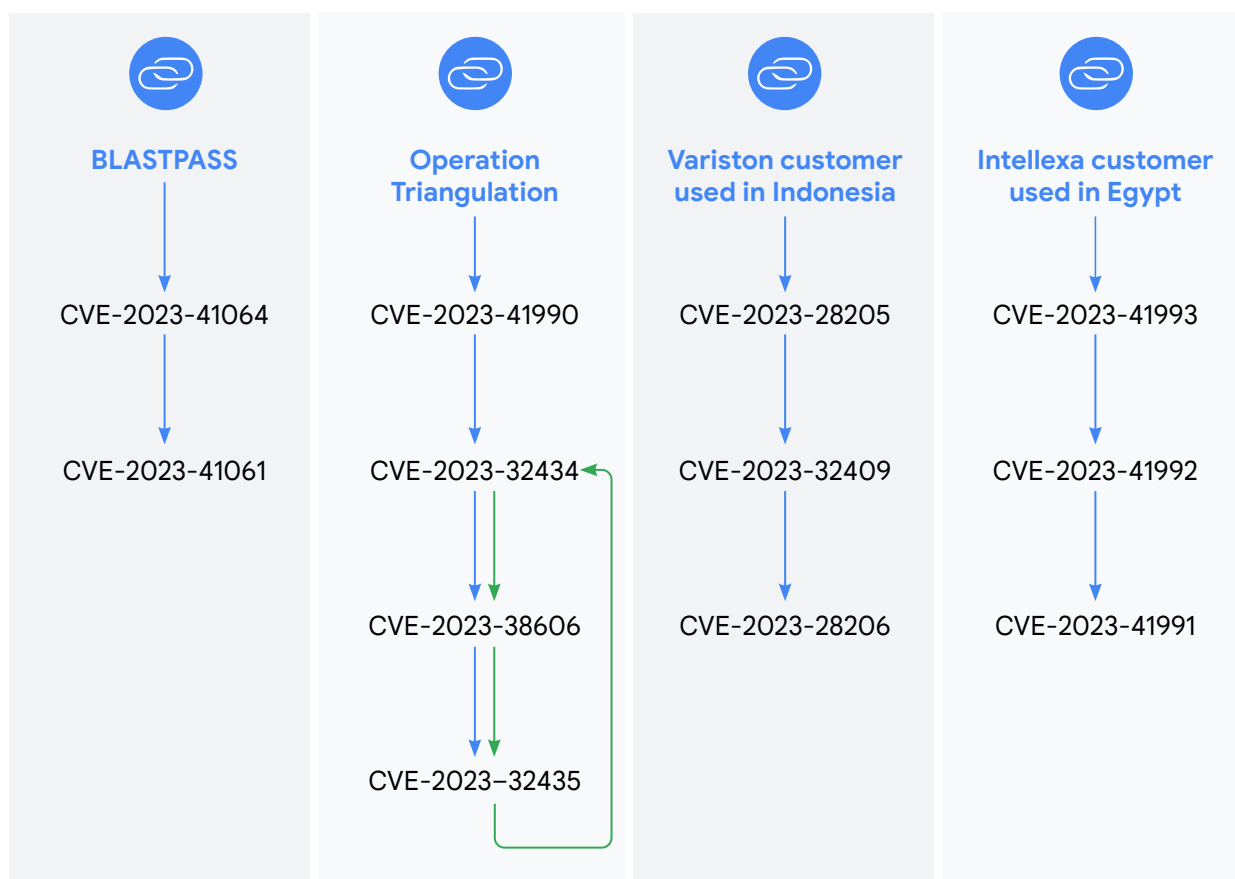 BLASTPASS
CVE-2023-41064
CVE-2023-41061
Operation
Triangulation
CVE-2023-41990
CVE-2023-32434
CVE-2023-38606
CVE-2023–32435
Variston customer
used in Indonesia
CVE-2023-28205
CVE-2023-32409
CVE-2023-28206
Intellexa customer
used in Egypt
CVE-2023-41993
CVE-2023-41992
CVE-2023-41991